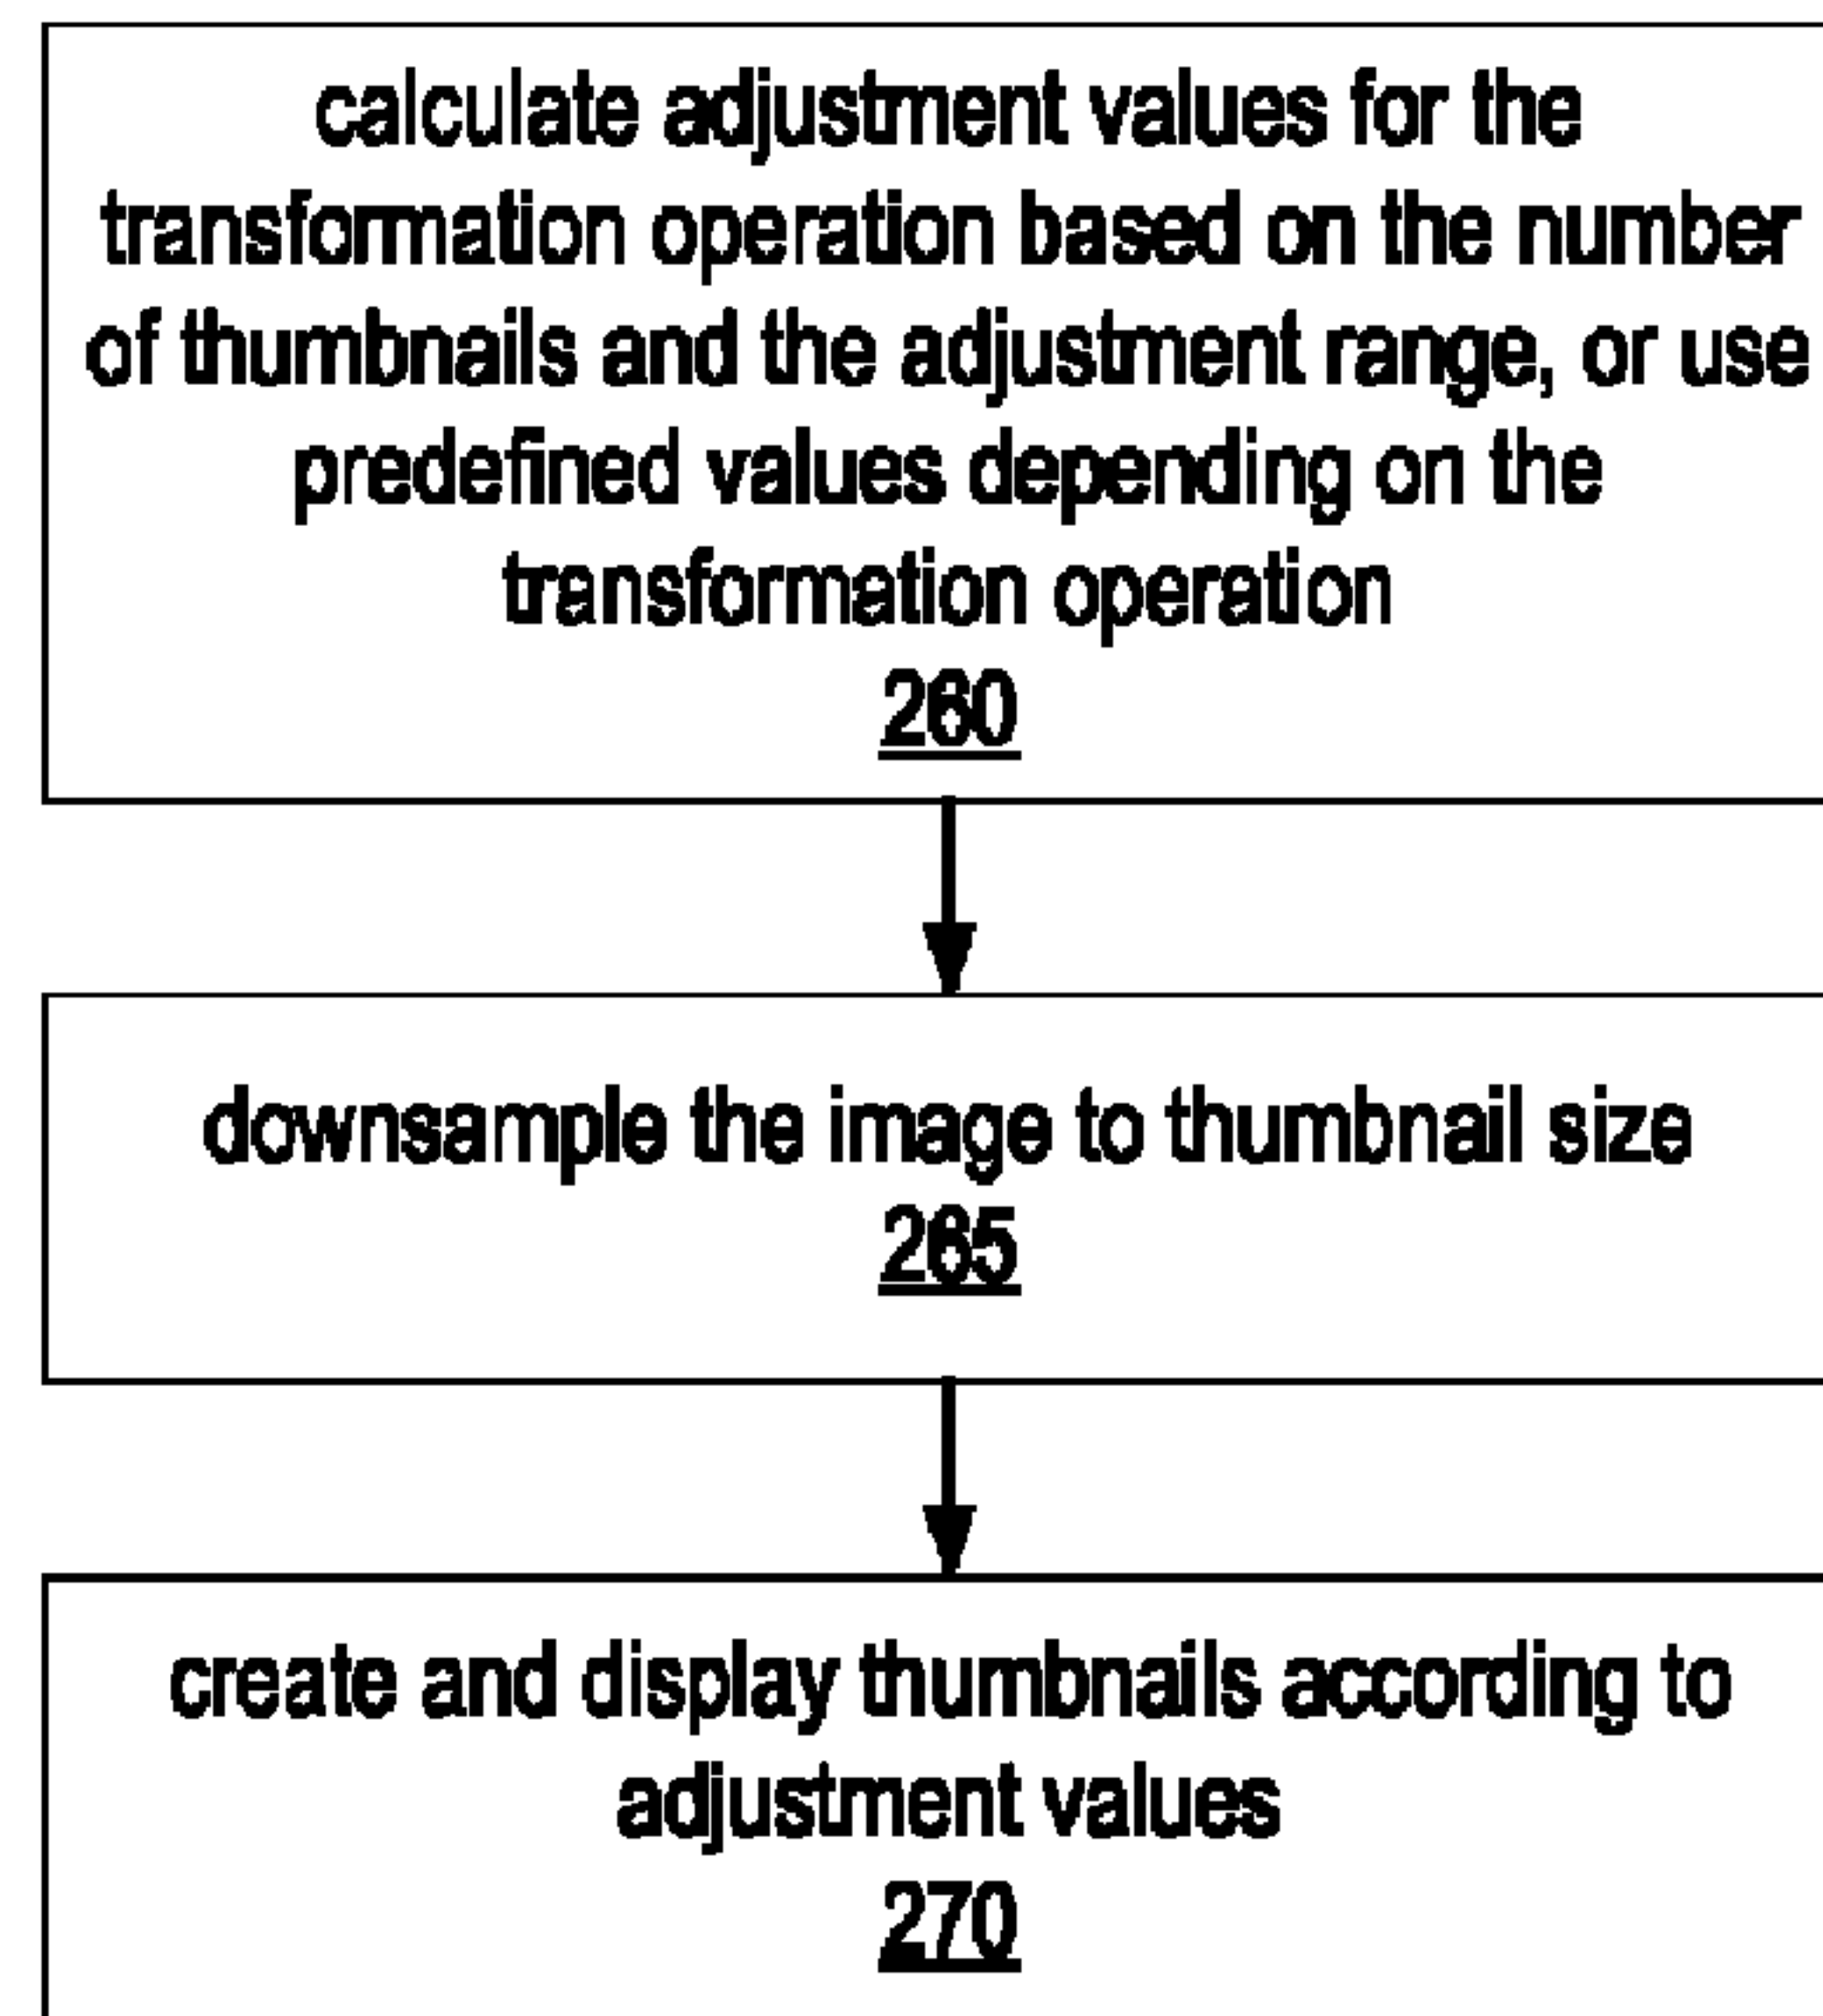 calculate adjustment values for the
transformation operation based on the number
of thumbnails and the adjustment range, or use
predefined values depending on the
transformation operation
260
downsample the image to thumbnail size
265
create and display thumbnails according to
adjustment values
270